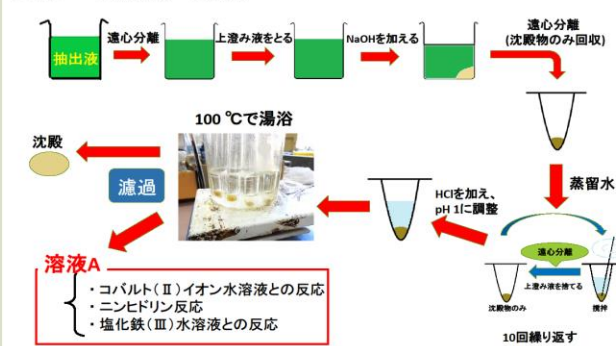 抽出液
遠心分離
上澄み液をとる
NaOHを加える
遠心分離
(沈殿物のみ回収)
100 ℃で湯浴
沈殿
濾過
HClを加え、
pH 1に調整
蒸留水
遠心分離
上澄み液を捨てる
沈殿物のみ
撹拌
10回繰り返す
溶液A
・コバルト(Ⅱ)イオン水溶液との反応
・ニンヒドリン反応
・塩化鉄(Ⅲ)水溶液との反応